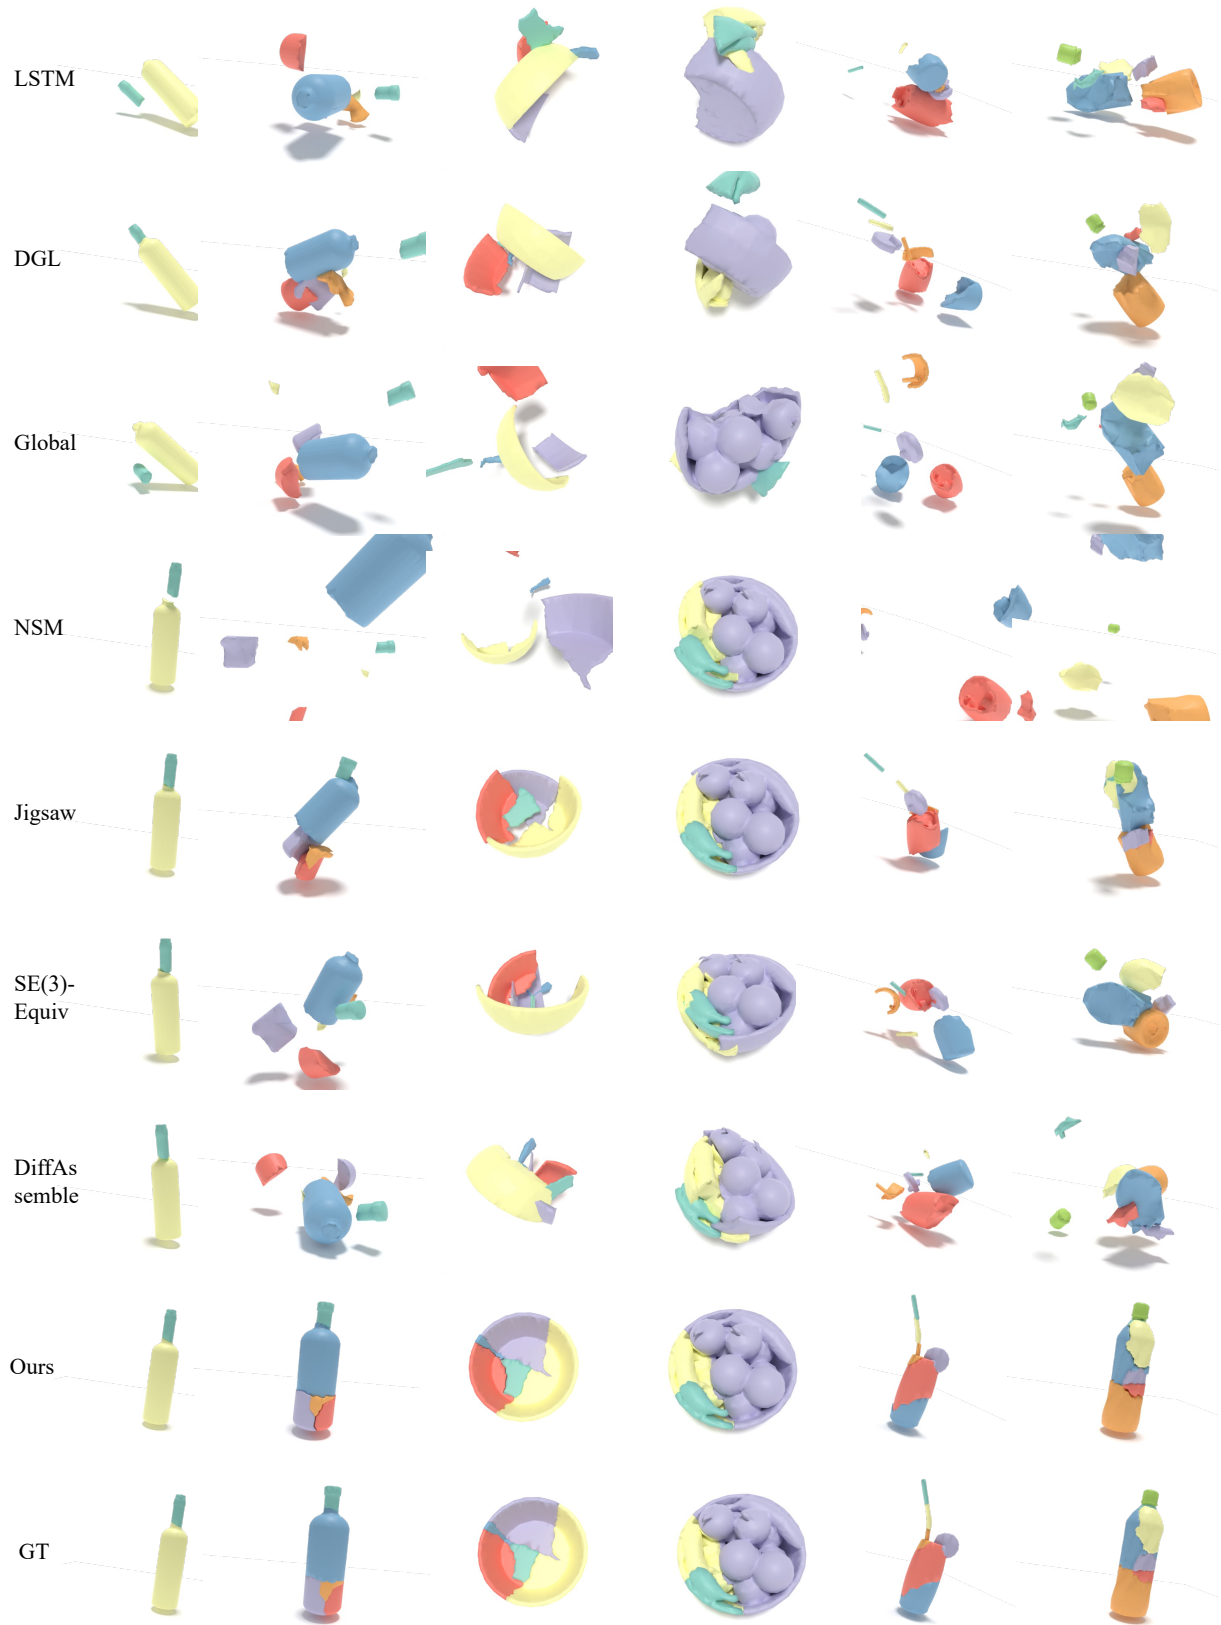 LSTM
DGL
Global
NSM
Jigsaw
SE(3)-
Equiv
DiffAs
semble
Ours
GT